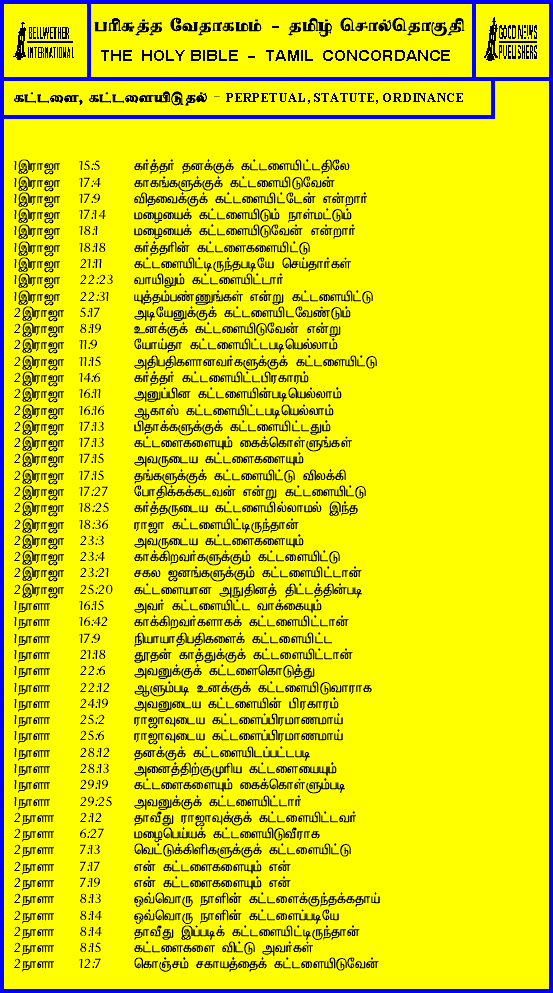 BELLWETHER
INTERNATIONAL
பரிசுத்த வேதாகமம் - தமிழ் சொல்தொகுதி
THE HOLY BIBLE - TAMIL CONCORDANCE
GOOD NEWS
PUBLISHERS
கட்டளை, கட்டளையிடுதல் - PERPETUAL, STATUTE, ORDINANCE
1இராஜா 15:5 கர்த்தர் தனக்குக் கட்டளையிட்டதிலே
1இராஜா 17:4 காகங்களுக்குக் கட்டளையிடுவேன்
1இராஜா 17:9 விதவைக்குக் கட்டளையிட்டேன் என்றார்
1இராஜா 17:14 மழையைக் கட்டளையிடும் நாள்மட்டும்
1இராஜா 18:1 மழையைக் கட்டளையிடுவேன் என்றார்
1இராஜா 18:18 கர்த்தரின் கட்டளைகளையிட்டு
1இராஜா 21:11 கட்டளையிட்டிருந்தபடியே செய்தார்கள்
1இராஜா 22:23 வாயிலும் கட்டளையிட்டார்
1இராஜா 22:31 யுத்தம்பண்ணுங்கள் என்று கட்டளையிட்டு
2இராஜா 5:17 அடியேனுக்குக் கட்டளையிடவேண்டும்
2இராஜா 8:19 உனக்குக் கட்டளையிடுவேன் என்று
2இராஜா 11:9 யோய்தா கட்டளையிட்டபடியெல்லாம்
2இராஜா 11:15 அதிபதிகளானவர்களுக்குக் கட்டளையிட்டு
2இராஜா 14:6 கர்த்தர் கட்டளையிட்டபிரகாரம்
2இராஜா 16:11 அனுப்பின கட்டளையின்படியெல்லாம்
2இராஜா 16:16 ஆகாஸ் கட்டளையிட்டபடியெல்லாம்
2இராஜா 17:13 பிதாக்களுக்குக் கட்டளையிட்டதும்
2இராஜா 17:13 கட்டளைகளையும் கைக்கொள்ளுங்கள்
2இராஜா 17:15 அவருடைய கட்டளைகளையும்
2இராஜா 17:15 தங்களுக்குக் கட்டளையிட்டு விலக்கி
2இராஜா 17:27 போதிக்கக்கடவன் என்று கட்டளையிட்டு
2இராஜா 18:25 கர்த்தருடைய கட்டளையில்லாமல் இந்த
2இராஜா 18:36 ராஜா கட்டளையிட்டிருந்தான்
2இராஜா 23:3 அவருடைய கட்டளைகளையும்
2இராஜா 23:4 காக்கிறவர்களுக்கும் கட்டளையிட்டு
2இராஜா 23:21 சகல ஜனங்களுக்கும் கட்டளையிட்டான்
2இராஜா 25:20 கட்டளையான அநுதினத் திட்டத்தின்படி
1நாளா 16:15 அவர் கட்டளையிட்ட வாக்கையும்
1நாளா 16:42 காக்கிறவர்களாகக் கட்டளையிட்டான்
1நாளா 17:9 நியாயாதிபதிகளைக் கட்டளையிட்ட
1நாளா 21:18 தூதன் காத்துக்குக் கட்டளையிட்டான்
1நாளா 22:6 அவனுக்குக் கட்டளைகொடுத்து
1நாளா 22:12 ஆளும்படி உனக்குக் கட்டளையிடுவாராக
1நாளா 24:19 அவனுடைய கட்டளையின் பிரகாரம்
1நாளா 25:2 ராஜாவுடைய கட்டளைப்பிரமாணமாய்
1நாளா 25:6 ராஜாவுடைய கட்டளைப்பிரமாணமாய்
1நாளா 28:12 தனக்குக் கட்டளையிடப்பட்டபடி
1நாளா 28:13 அனைத்திற்குமுரிய கட்டளையையும்
1நாளா 29:19 கட்டளைகளையும் கைக்கொள்ளும்படி
1நாளா 29:25 அவனுக்குக் கட்டளையிட்டார்
2நாளா 2:12 தாவீது ராஜாவுக்குக் கட்டளையிட்டவர்
2நாளா 6:27 மழைபெய்யக் கட்டளையிடுவீராக
2நாளா 7:13 வெட்டுக்கிளிகளுக்குக் கட்டளையிட்டு
2நாளா 7:17 என் கட்டளைகளையும் என்
2நாளா 7:19 என் கட்டளைகளையும் என்
2நாளா 8:13 ஒவ்வொரு நாளின் கட்டளைக்குந்தக்கதாய்
2நாளா 8:14 ஒவ்வொரு நாளின் கட்டளைப்படியே
2நாளா 8:14 தாவீது இப்படிக் கட்டளையிட்டிருந்தான்
2நாளா 8:15 கட்டளைகளை விட்டு அவர்கள்
2நாளா 12:7 கொஞ்சம் சகாயத்தைக் கட்டளையிடுவேன்